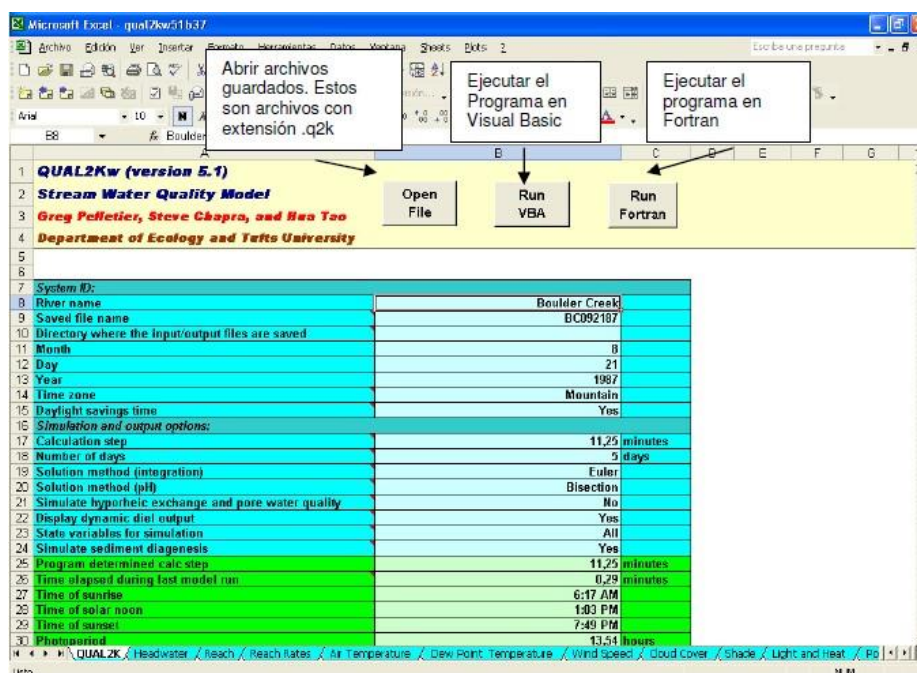 Microsoft Excel - qual2kw51b37
Archivo Edición Ver Insertar Formato Herramientas Datos Ventana Sheets Plots ?
Escriba una pregunta
Abrir archivos
guardados. Estos
son archivos con
extensión .q2k
Ejecutar el
Programa en
Visual Basic
Ejecutar el
programa en
Fortran
Arial 10 N
B8 fx Boulder
A B C D E F G
1 QUAL2Kw (version 5.1)
2 Stream Water Quality Model
3 Greg Pelletier, Steve Chapra, and Hua Tao
4 Department of Ecology and Tufts University
Open
File
Run
VBA
Run
Fortran
5
6
7 System ID:
8 River name Boulder Creek
9 Saved file name BC092187
10 Directory where the input/output files are saved
11 Month 8
12 Day 21
13 Year 1987
14 Time zone Mountain
15 Daylight savings time Yes
16 Simulation and output options:
17 Calculation step 11,25 minutes
18 Number of days 5 days
19 Solution method (integration) Euler
20 Solution method (pH) Bisection
21 Simulate hyporheic exchange and pore water quality No
22 Display dynamic diel output Yes
23 State variables for simulation All
24 Simulate sediment diagenesis Yes
25 Program determined calc step 11,25 minutes
26 Time elapsed during last model run 0,29 minutes
27 Time of sunrise 6:17 AM
28 Time of solar noon 1:03 PM
29 Time of sunset 7:49 PM
30 Photoperiod 13,54 hours
QUAL2K / Headwater / Reach / Reach Rates / Air Temperature / Dew Point Temperature / Wind Speed / Cloud Cover / Shade / Light and Heat / Po
Listo NUM